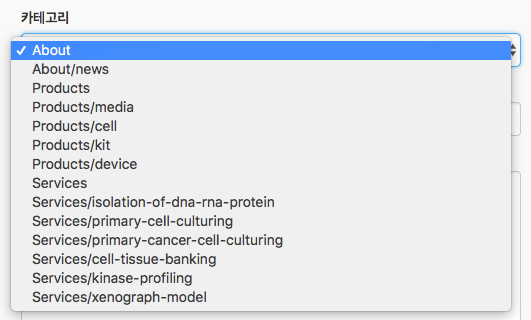 카테고리
✓ About
About/news
Products
Products/media
Products/cell
Products/kit
Products/device
Services
Services/isolation-of-dna-rna-protein
Services/primary-cell-culturing
Services/primary-cancer-cell-culturing
Services/cell-tissue-banking
Services/kinase-profiling
Services/xenograph-model